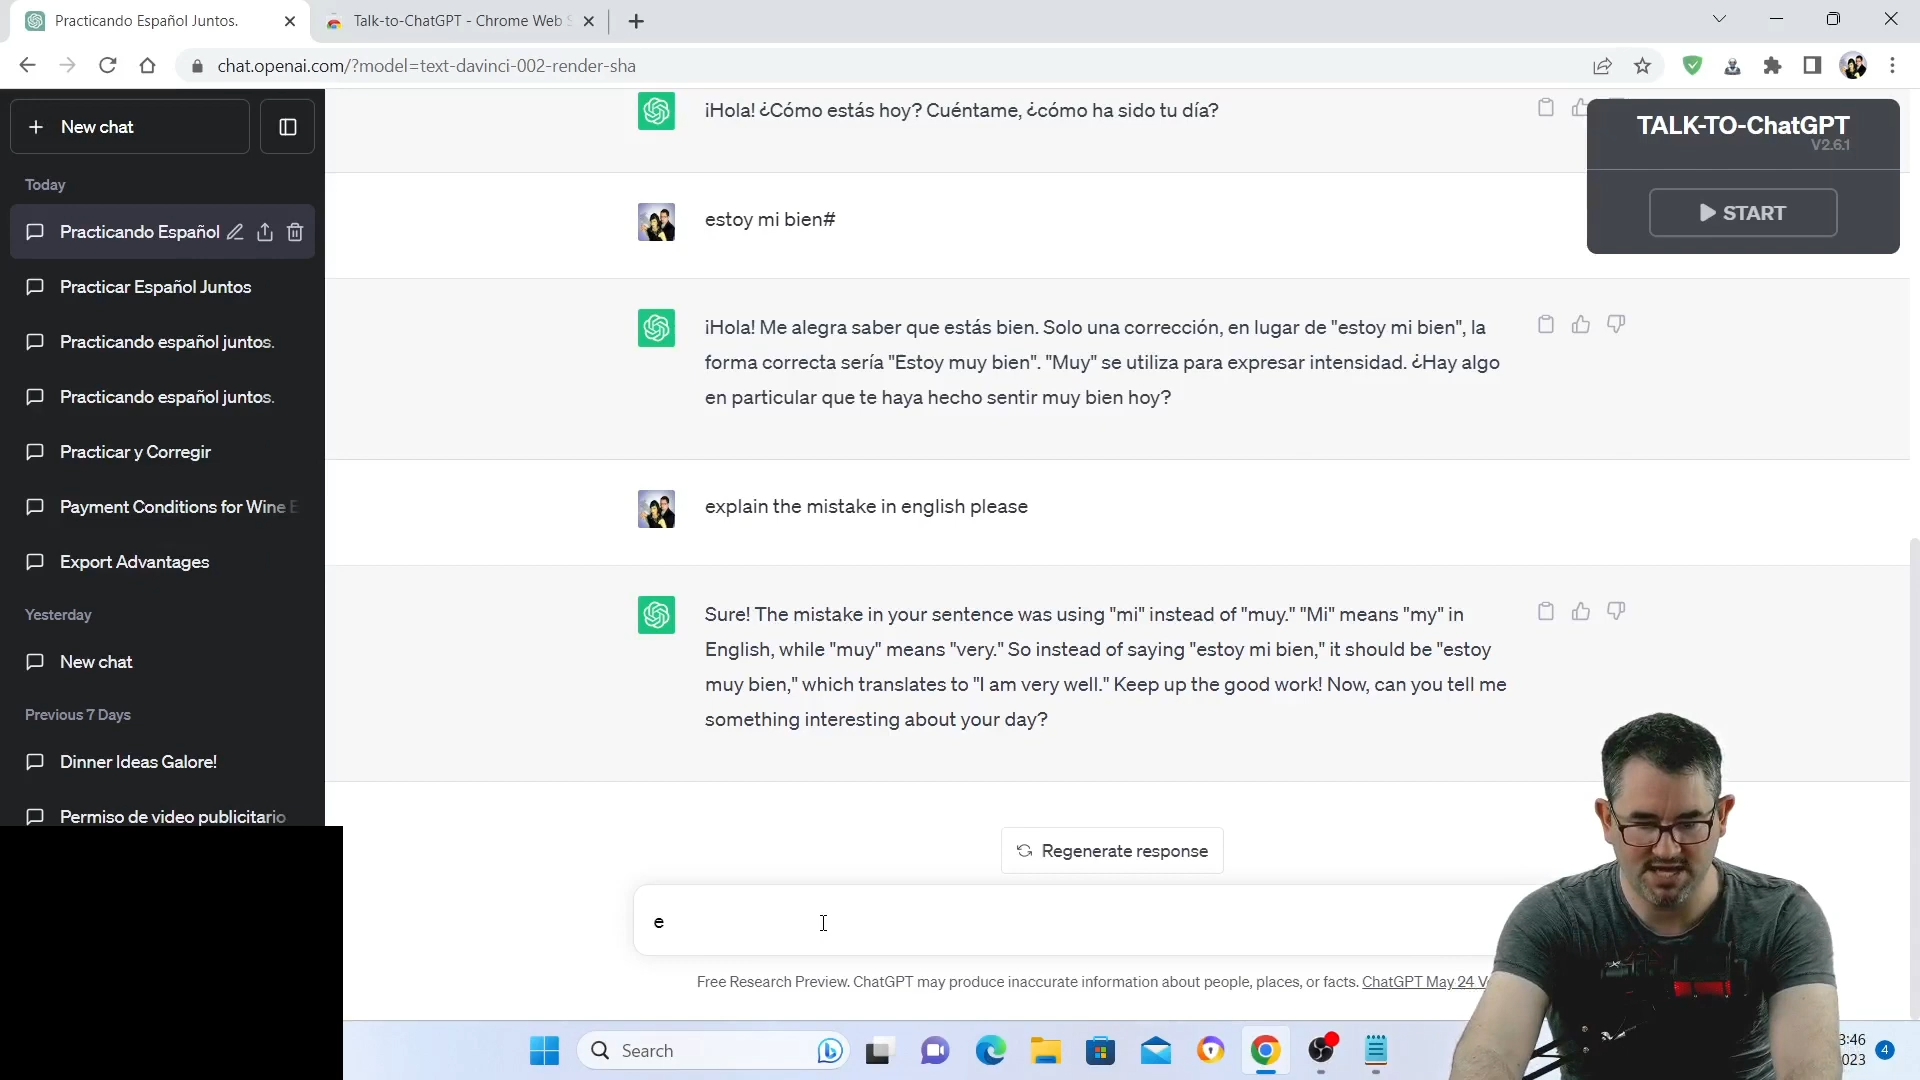 Practicando Español Juntos.
Talk-to-ChatGPT - Chrome Web S
chat.openai.com/?model=text-davinci-002-render-sha
New chat
Today
Practicando Español
Practicar Español Juntos
Practicando español juntos.
Practicando español juntos.
Practicar y Corregir
Payment Conditions for Wine E
Export Advantages
Yesterday
New chat
Previous 7 Days
Dinner Ideas Galore!
Permiso de video publicitario
¡Hola! ¿Cómo estás hoy? Cuéntame, ¿cómo ha sido tu día?
estoy mi bien#
¡Hola! Me alegra saber que estás bien. Solo una corrección, en lugar de "estoy mi bien", la
forma correcta sería "Estoy muy bien". "Muy" se utiliza para expresar intensidad. ¿Hay algo
en particular que te haya hecho sentir muy bien hoy?
explain the mistake in english please
Sure! The mistake in your sentence was using "mi" instead of "muy." "Mi" means "my" in
English, while "muy" means "very." So instead of saying "estoy mi bien," it should be "estoy
muy bien," which translates to "I am very well." Keep up the good work! Now, can you tell me
something interesting about your day?
TALK-TO-ChatGPT
V2.6.1
START
Regenerate response
e
Free Research Preview. ChatGPT may produce inaccurate information about people, places, or facts. ChatGPT May 24 V
Search
3:46
023
4